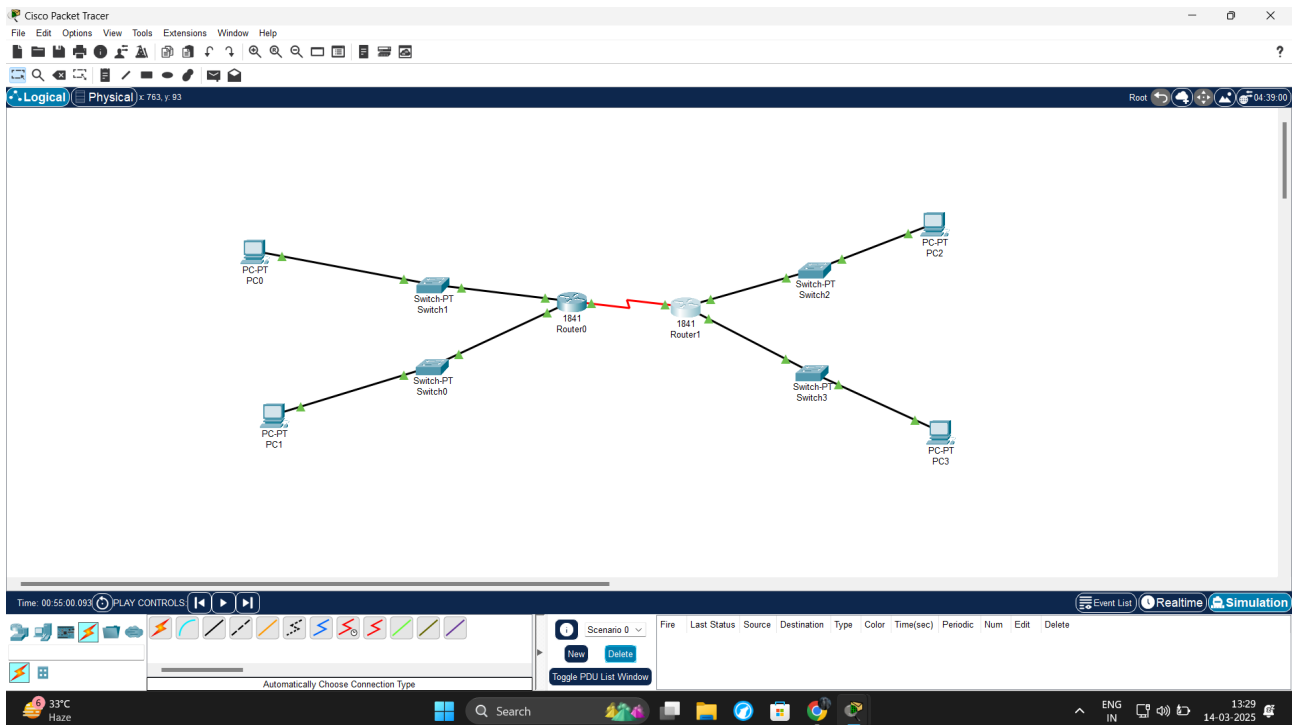 Cisco Packet Tracer
File Edit Options View Tools Extensions Window Help
?
Logical Physical x: 763, y: 93
Root 04:39:00
PC-PT
PC0
Switch-PT
Switch1
1841
Router0
1841
Router1
Switch-PT
Switch2
PC-PT
PC2
Switch-PT
Switch0
PC-PT
PC1
Switch-PT
Switch3
PC-PT
PC3
Time: 00:55:00.093 PLAY CONTROLS:
Event List Realtime Simulation
Scenario 0
New Delete
Toggle PDU List Window
Fire Last Status Source Destination Type Color Time(sec) Periodic Num Edit Delete
Automatically Choose Connection Type
6 33°C
Haze
Search
ENG
IN
13:29
14-03-2025